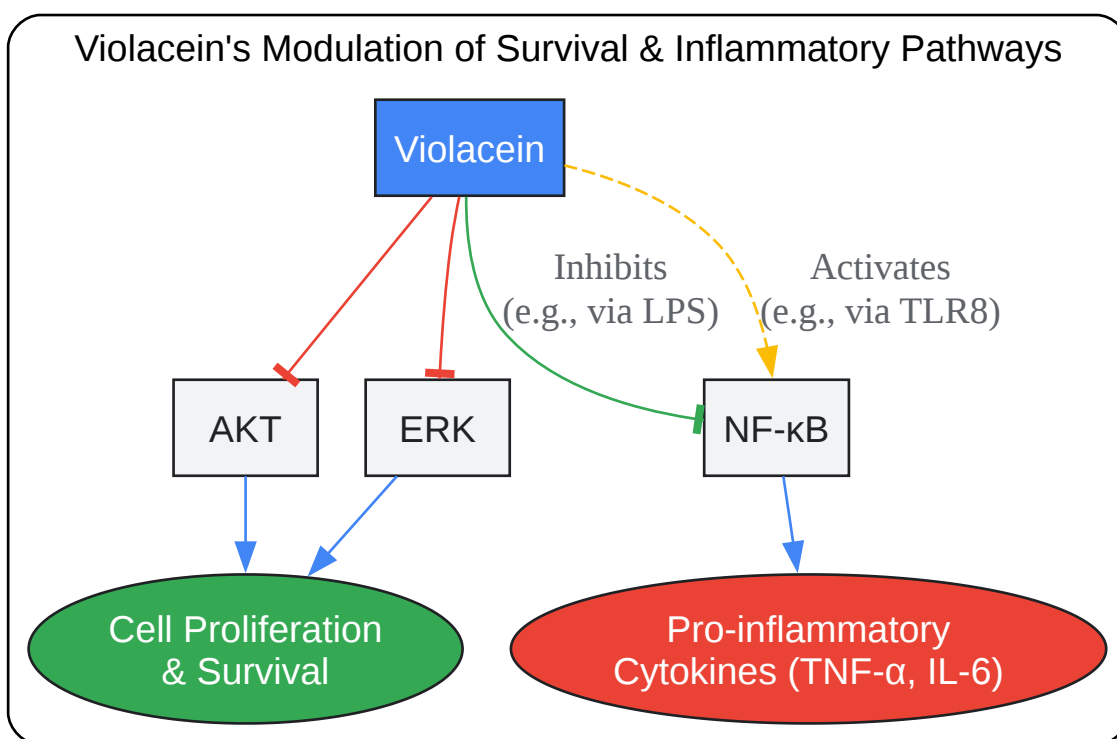 Violacein's Modulation of Survival & Inflammatory Pathways
Violacein
Inhibits
(e.g., via LPS)
Activates
(e.g., via TLR8)
AKT
ERK
NF-κB
Cell Proliferation
& Survival
Pro-inflammatory
Cytokines (TNF-α, IL-6)